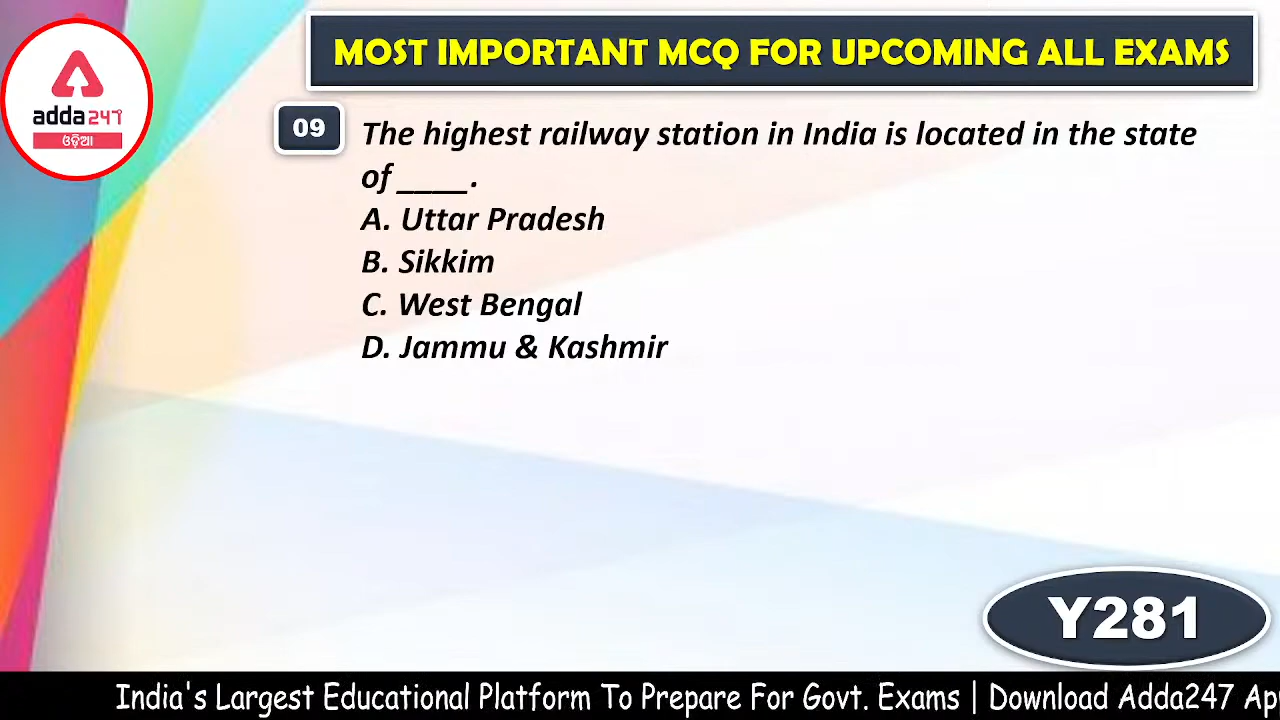 adda247
ଓଡ଼ିଆ
MOST IMPORTANT MCQ FOR UPCOMING ALL EXAMS
09
The highest railway station in India is located in the state
of ____.
A. Uttar Pradesh
B. Sikkim
C. West Bengal
D. Jammu & Kashmir
Y281
India's Largest Educational Platform To Prepare For Govt. Exams | Download Adda247 Ap